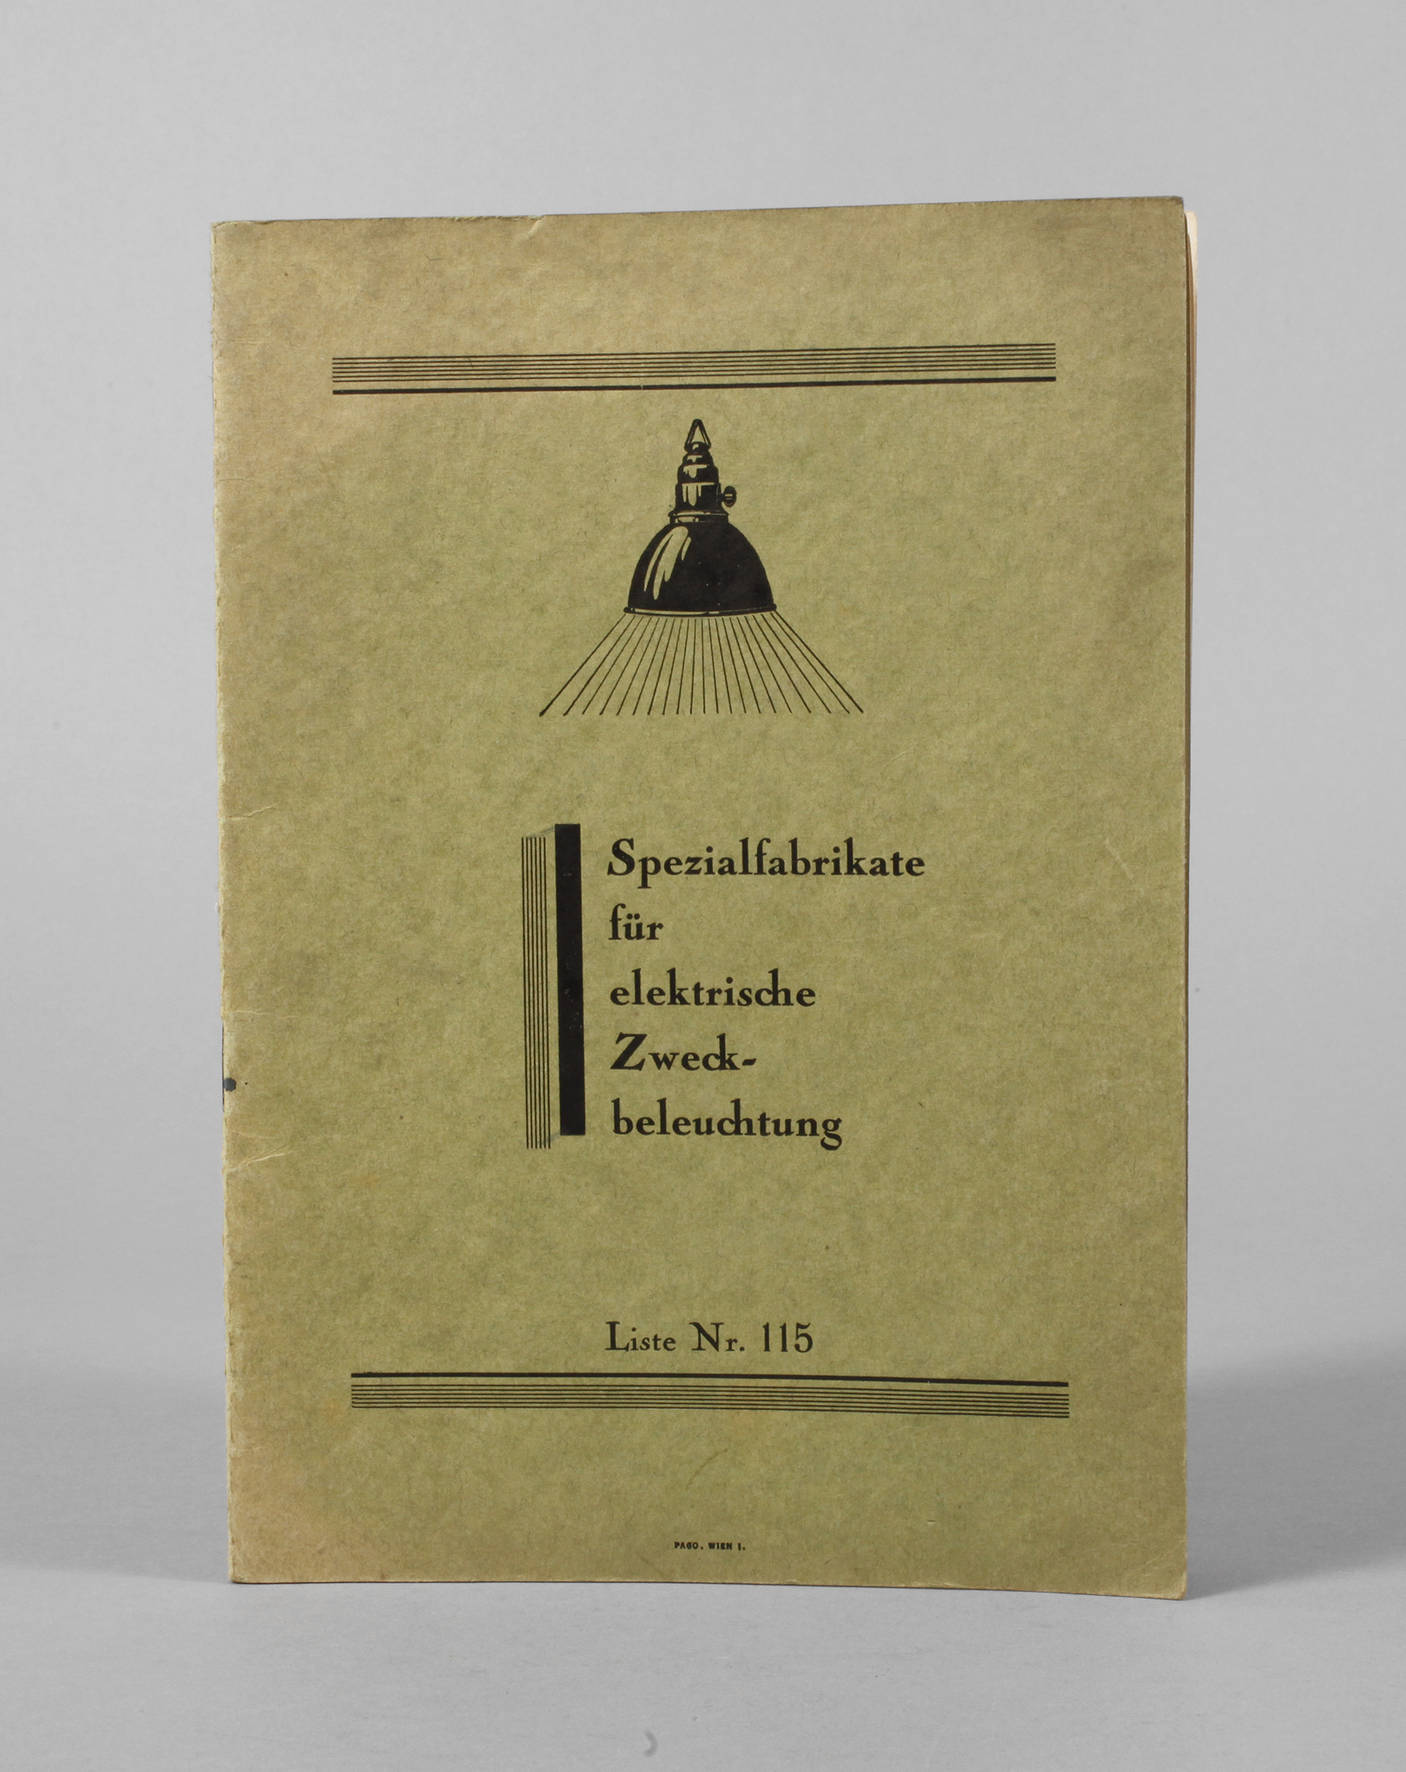 Spezialfabrikate
für
elektrische
Zweck-
beleuchtung
Liste Nr. 115
PAGO, WIEN I.